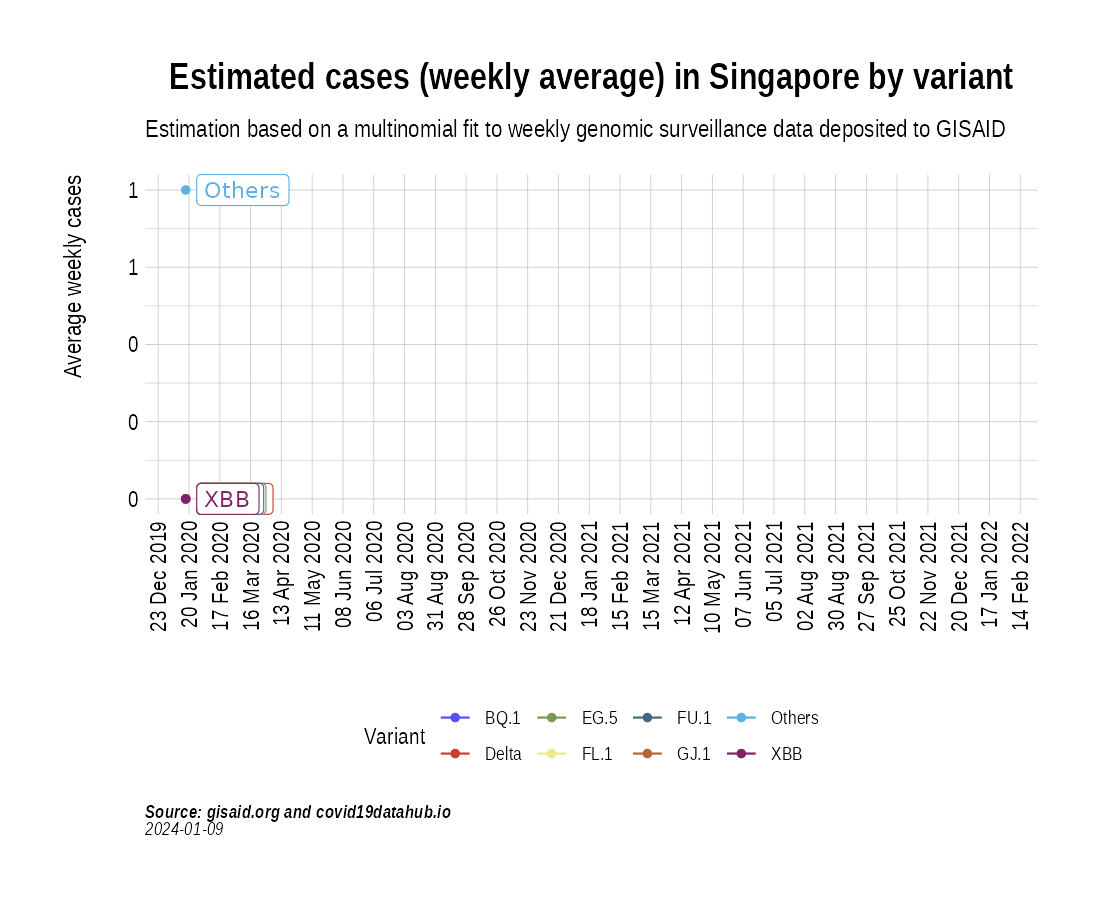 Estimated cases (weekly average) in Singapore by variant
Estimation based on a multinomial fit to weekly genomic surveillance data deposited to GISAID
Average weekly cases
1
1
0
0
0
Others
XBB
23 Dec 2019
20 Jan 2020
17 Feb 2020
16 Mar 2020
13 Apr 2020
11 May 2020
08 Jun 2020
06 Jul 2020
03 Aug 2020
31 Aug 2020
28 Sep 2020
26 Oct 2020
23 Nov 2020
21 Dec 2020
18 Jan 2021
15 Feb 2021
15 Mar 2021
12 Apr 2021
10 May 2021
07 Jun 2021
05 Jul 2021
02 Aug 2021
30 Aug 2021
27 Sep 2021
25 Oct 2021
22 Nov 2021
20 Dec 2021
17 Jan 2022
14 Feb 2022
Variant
BQ.1
EG.5
FU.1
Others
Delta
FL.1
GJ.1
XBB
Source: gisaid.org and covid19datahub.io
2024-01-09